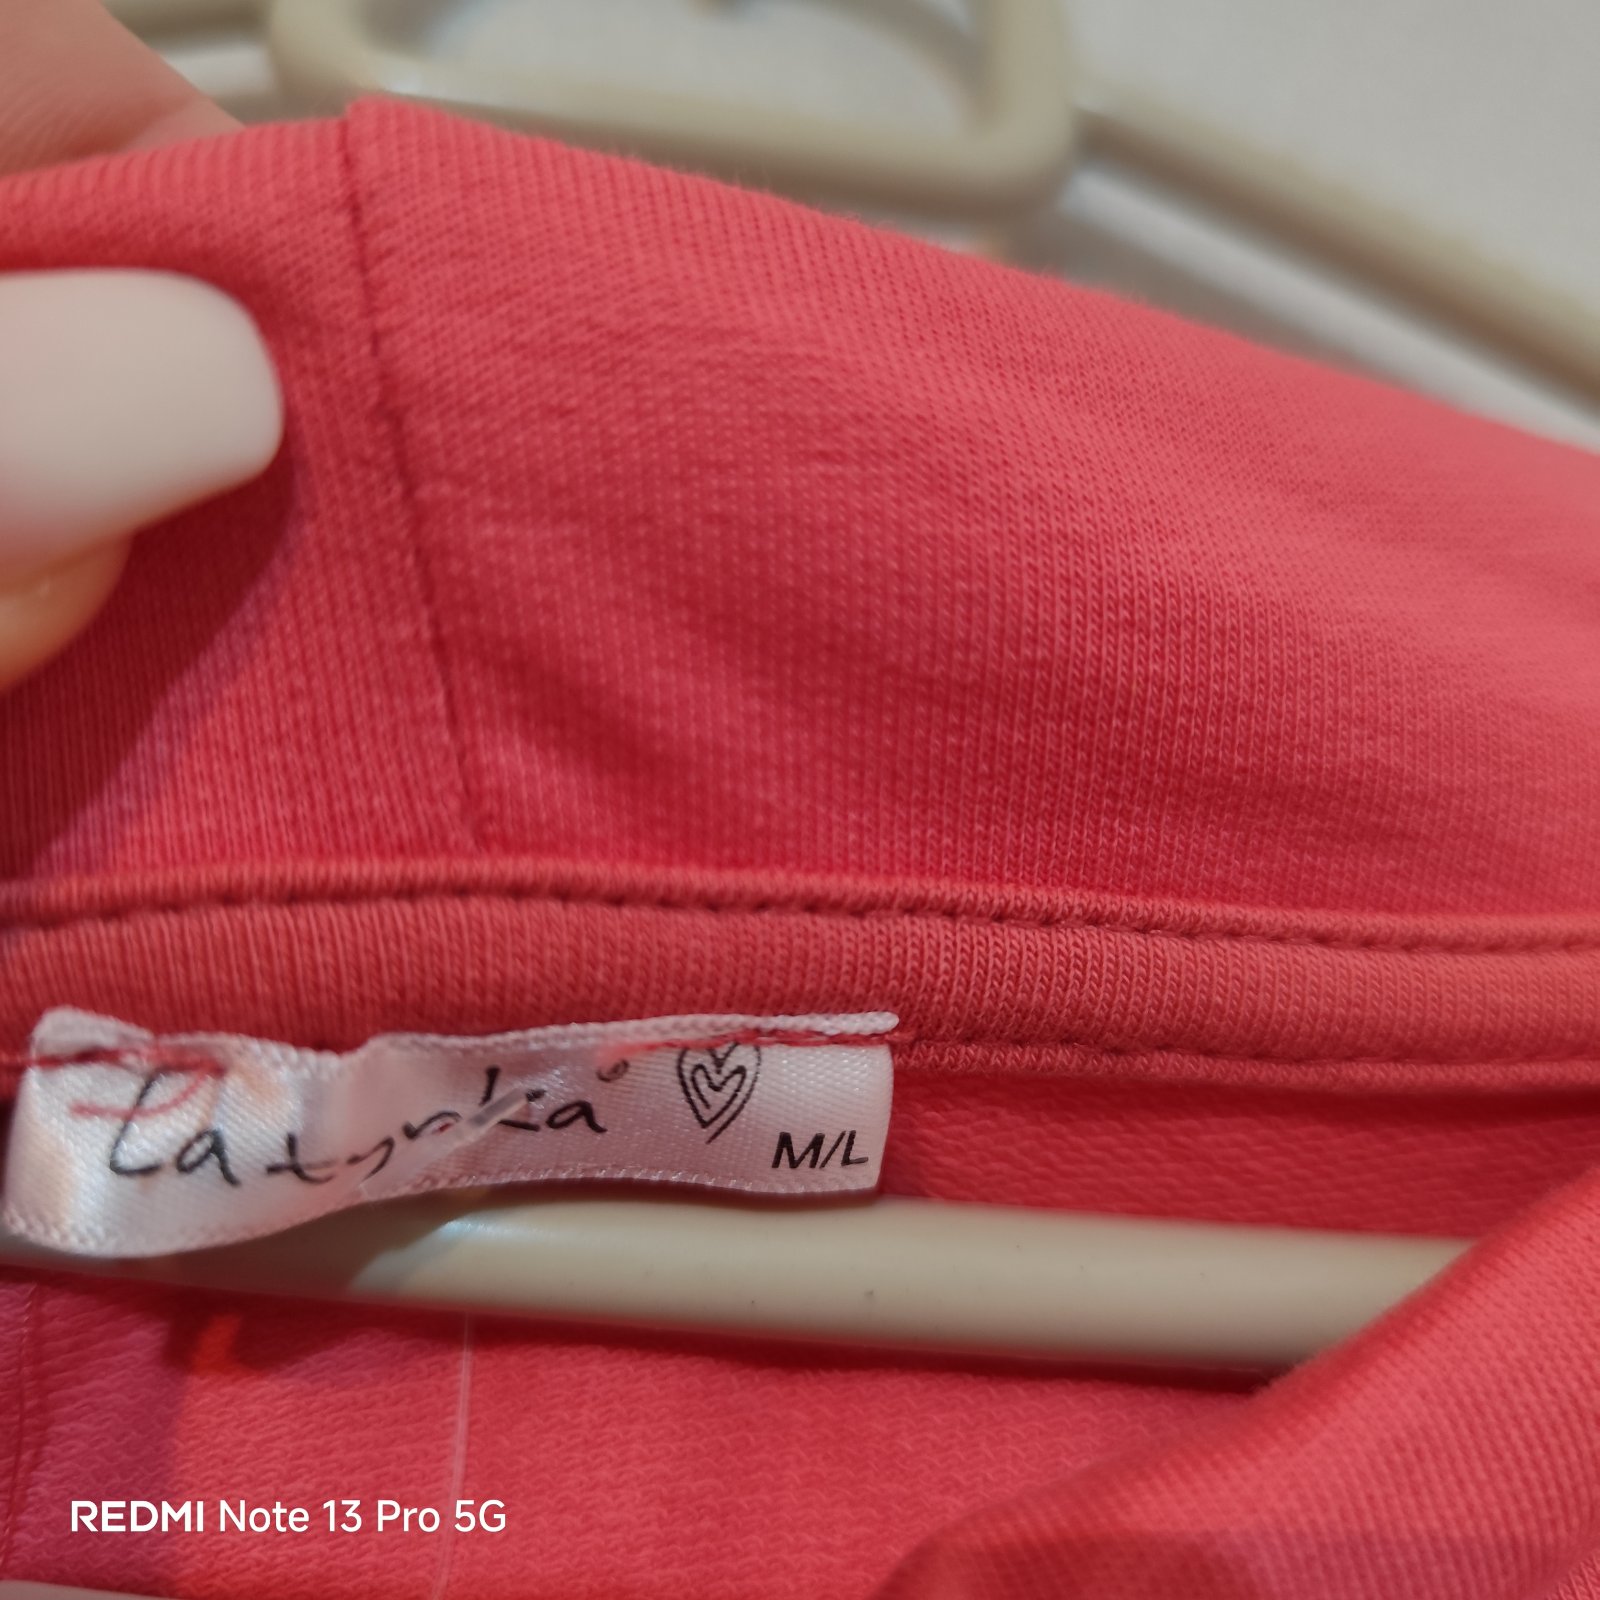 Latynka®
M/L
REDMI Note 13 Pro 5G